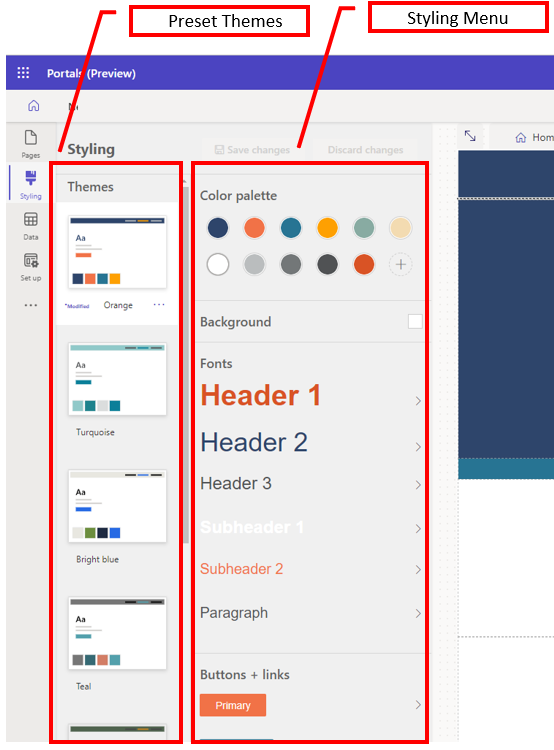 Preset Themes
Styling Menu
Portals (Preview)
Pages
Styling
Data
Set up
Styling
Save changes
Discard changes
Home
Themes
Aa
*Modified
Orange
Aa
Turquoise
Aa
Bright blue
Aa
Teal
Color palette
Background
Fonts
Header 1
Header 2
Header 3
Subheader 1
Subheader 2
Paragraph
Buttons + links
Primary